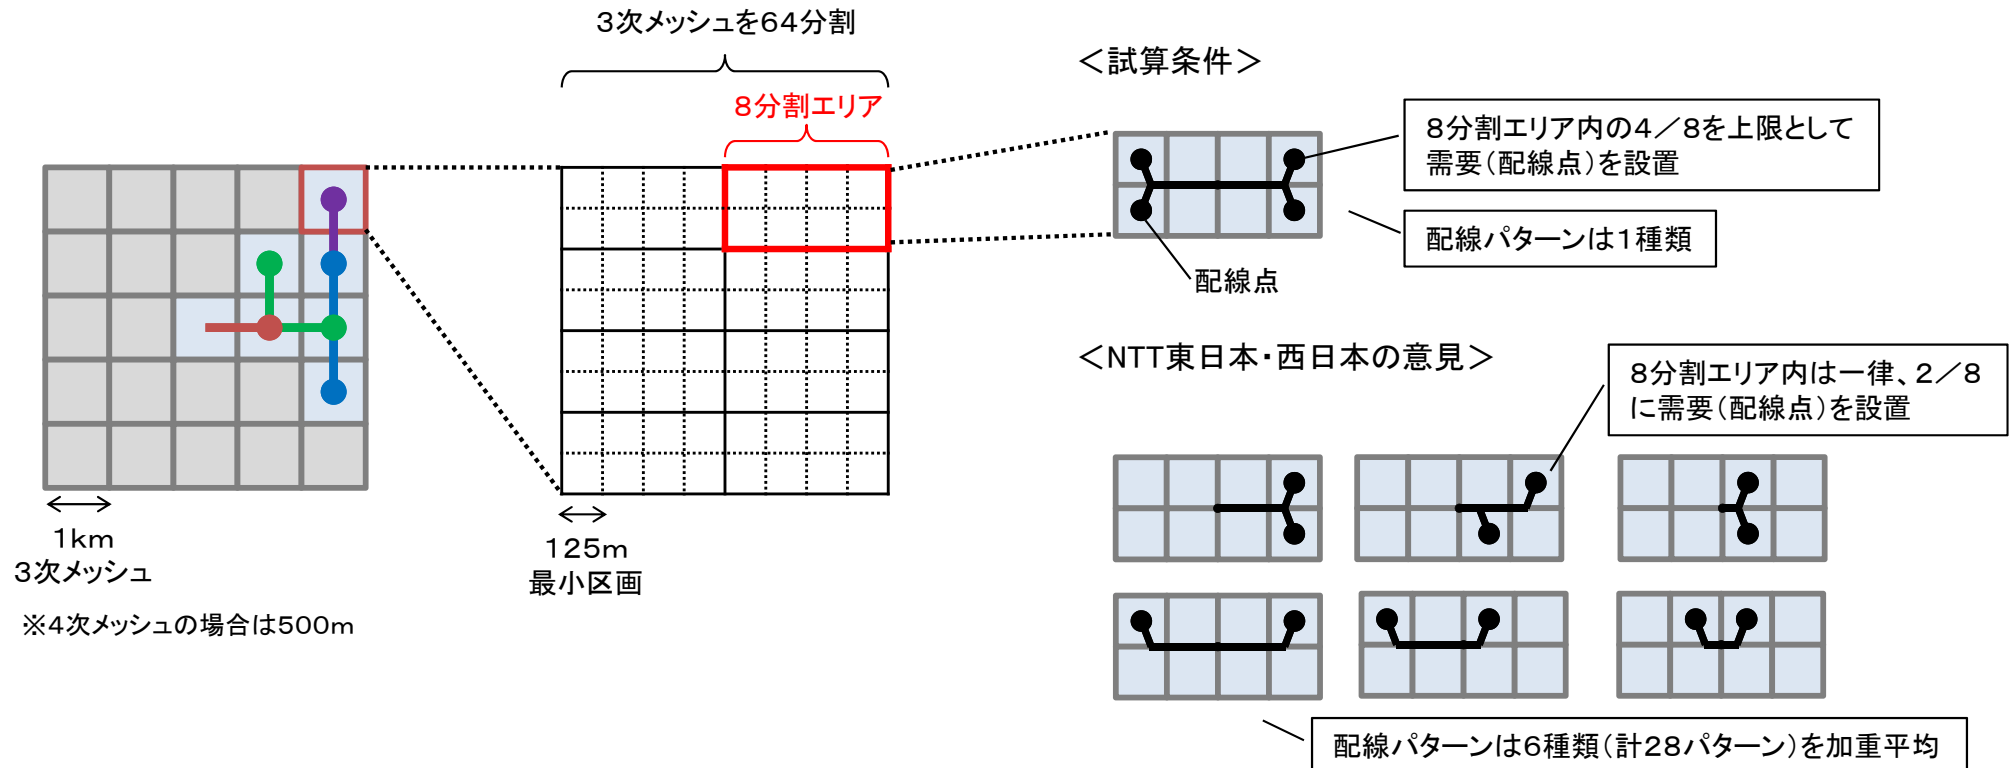 3次メッシュを64分割
8分割エリア
1km
3次メッシュ
※4次メッシュの場合は500m
125m
最小区画
＜試算条件＞
8分割エリア内の4／8を上限として
需要(配線点)を設置
配線パターンは1種類
配線点
＜NTT東日本・西日本の意見＞
8分割エリア内は一律、2／8
に需要(配線点)を設置
配線パターンは6種類(計28パターン)を加重平均